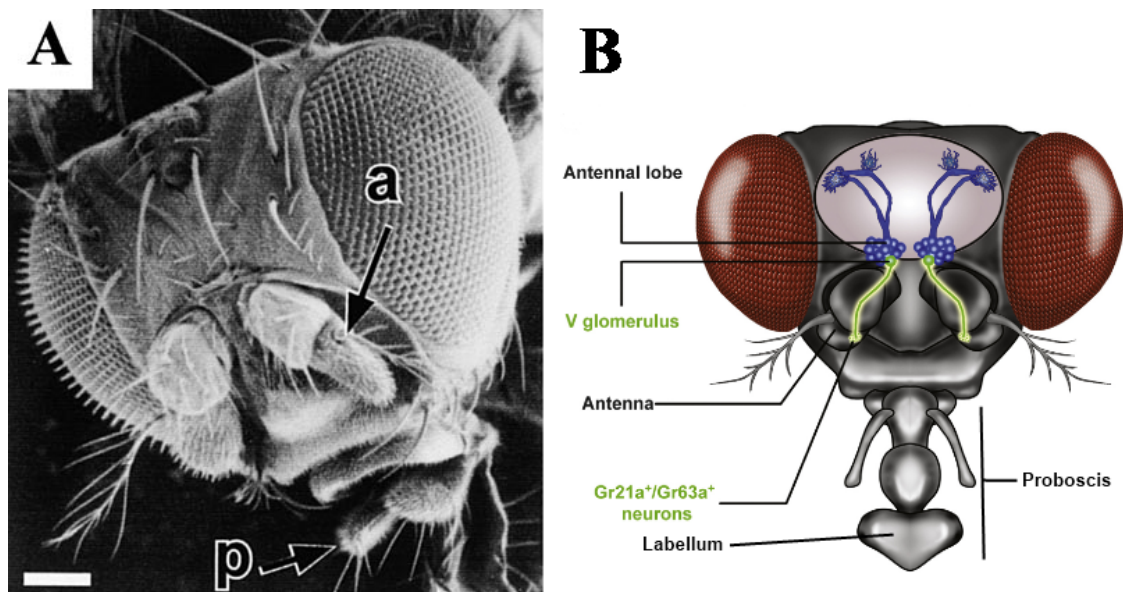 A
a
p
B
Antennal lobe
V glomerulus
Antenna
Gr21a⁺/Gr63a⁺
neurons
Labellum
Proboscis